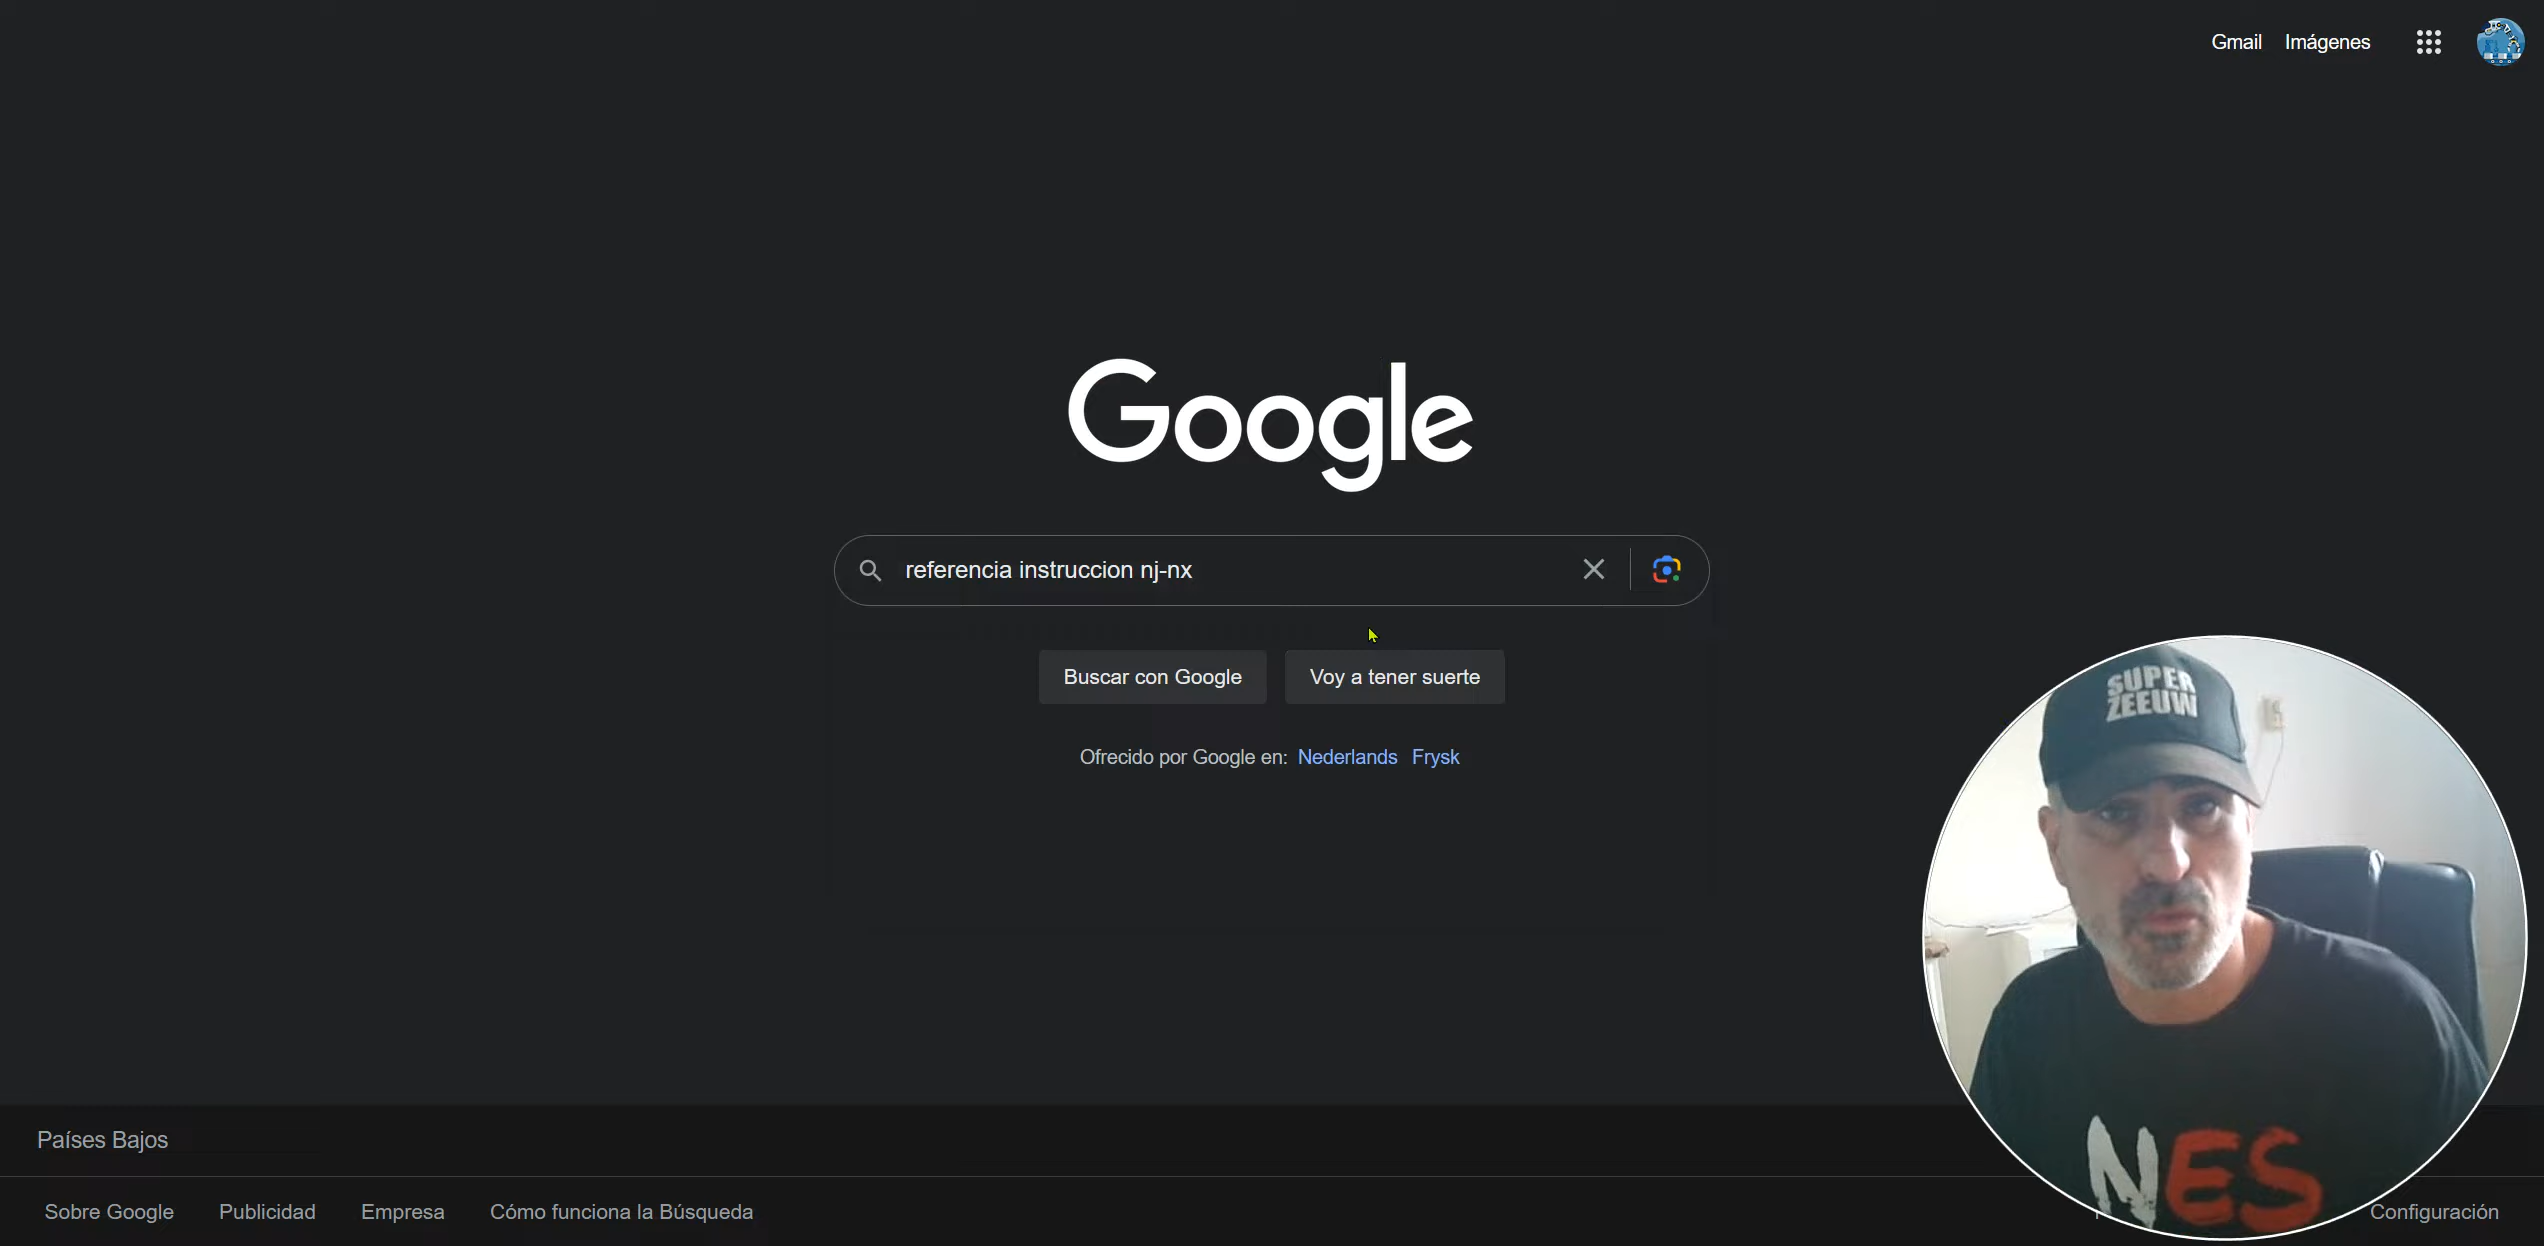 Gmail Imágenes
Google
referencia instruccion nj-nx
Buscar con Google Voy a tener suerte
Ofrecido por Google en: Nederlands Frysk
SUPER
ZEEUW
NES
Países Bajos
Sobre Google Publicidad Empresa Cómo funciona la Búsqueda Configuración